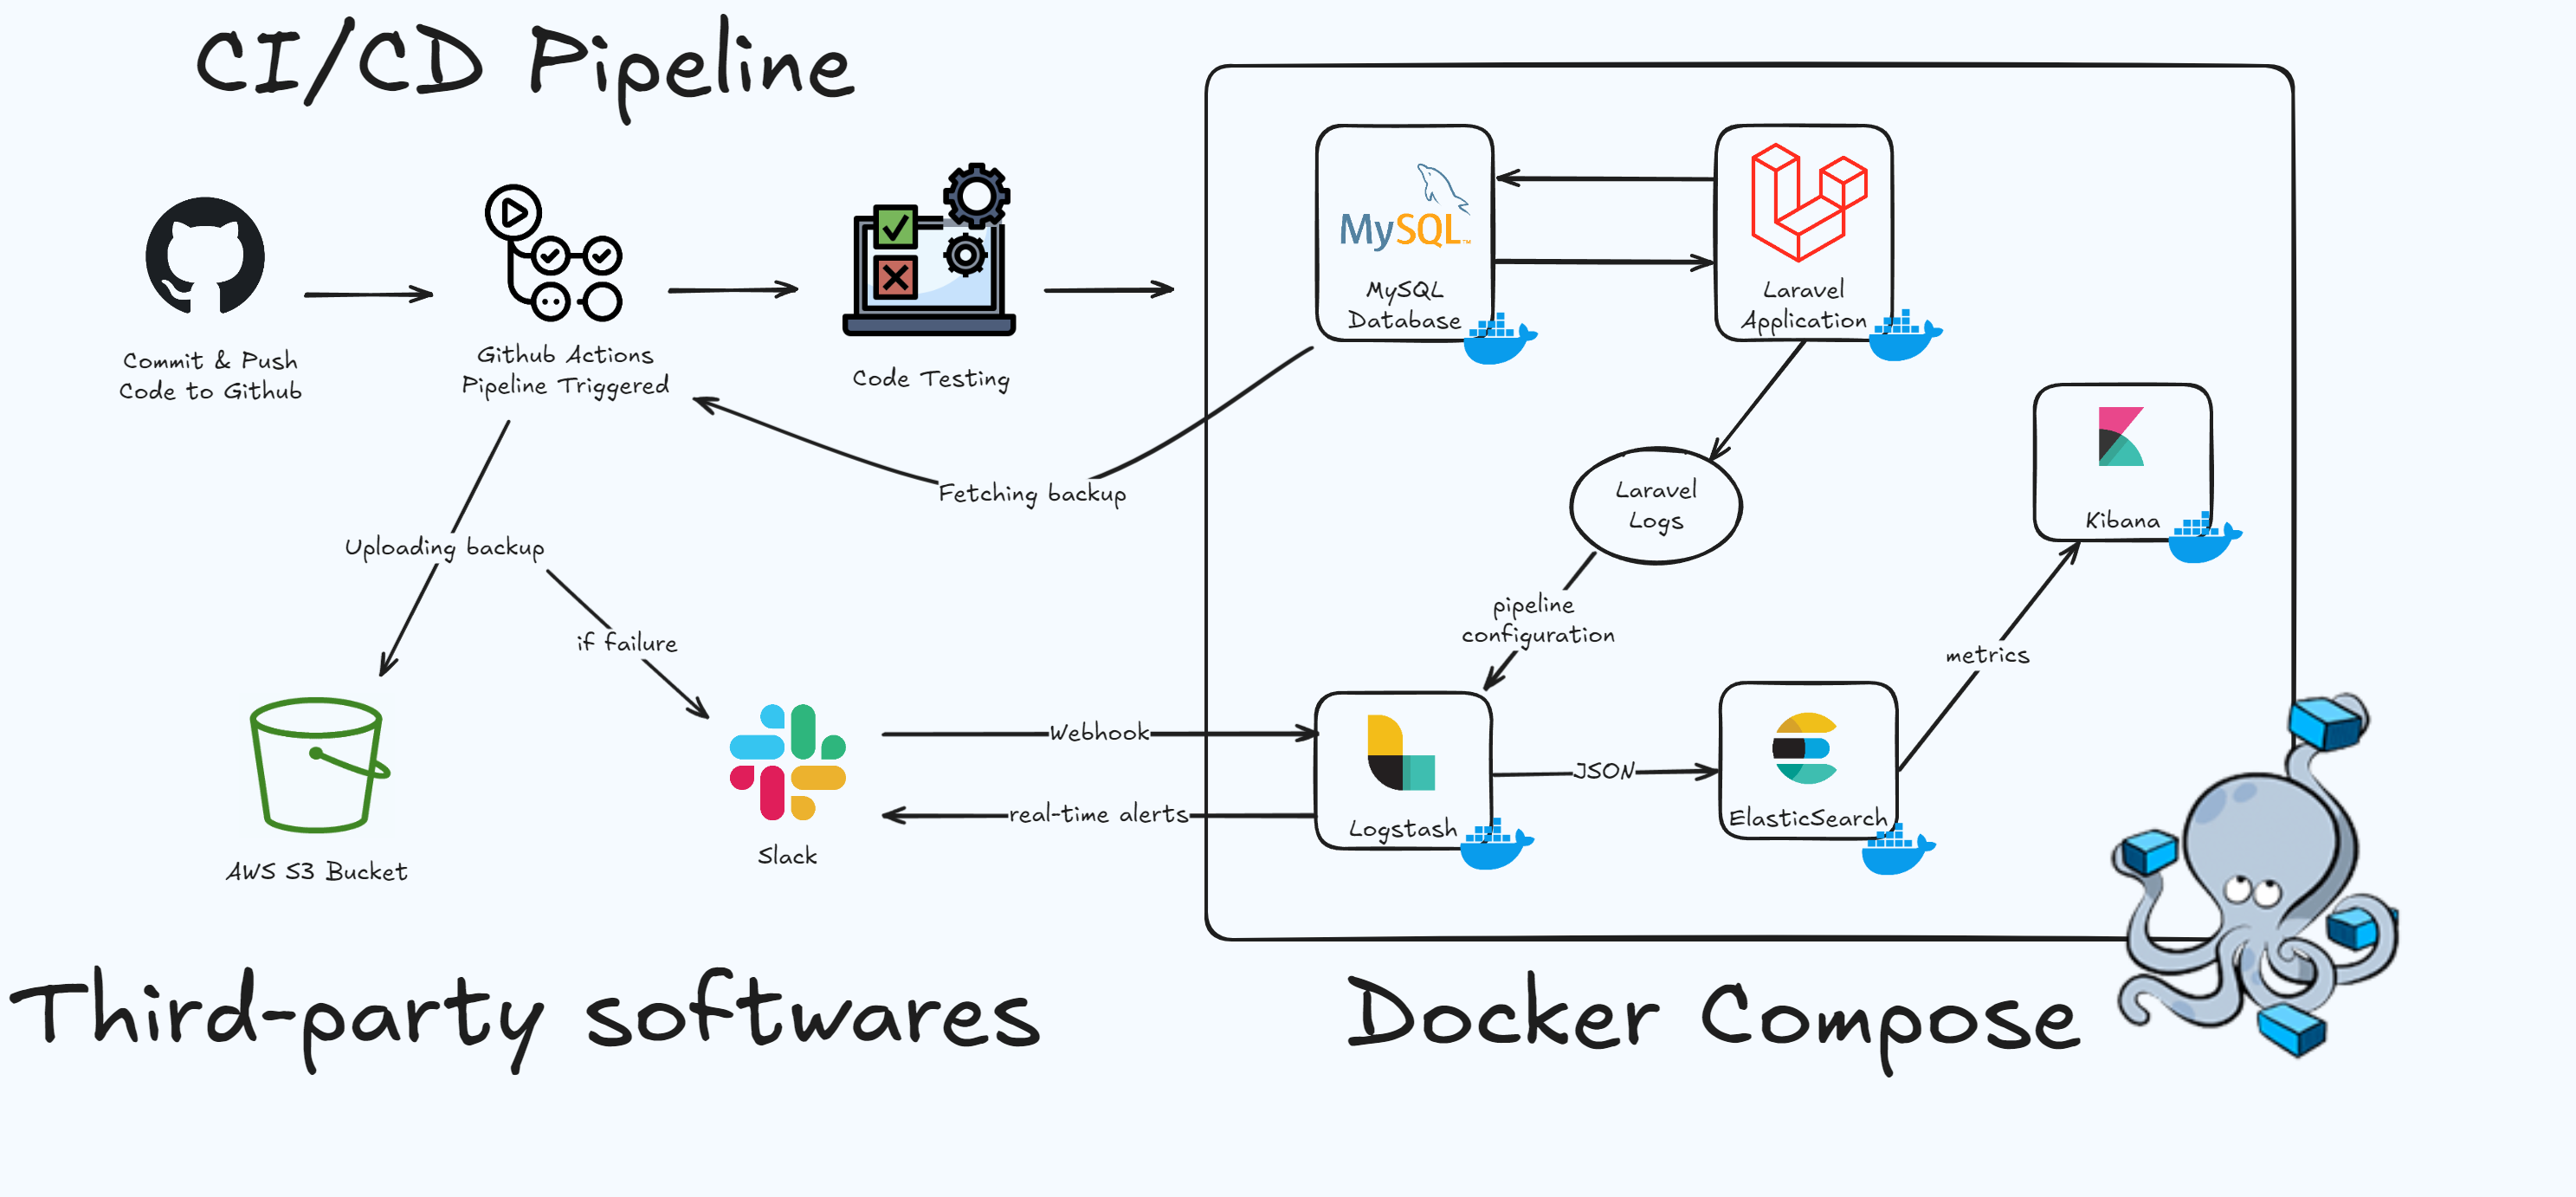 CI/CD Pipeline
Commit & Push
Code to Github
Github Actions
Pipeline Triggered
Code Testing
MySQL™
MySQL
Database
Laravel
Application
Fetching backup
Laravel
Logs
Kibana
Uploading backup
if failure
pipeline
configuration
metrics
AWS S3 Bucket
Slack
Webhook
real-time alerts
Logstash
JSON
ElasticSearch
Third-party softwares
Docker Compose